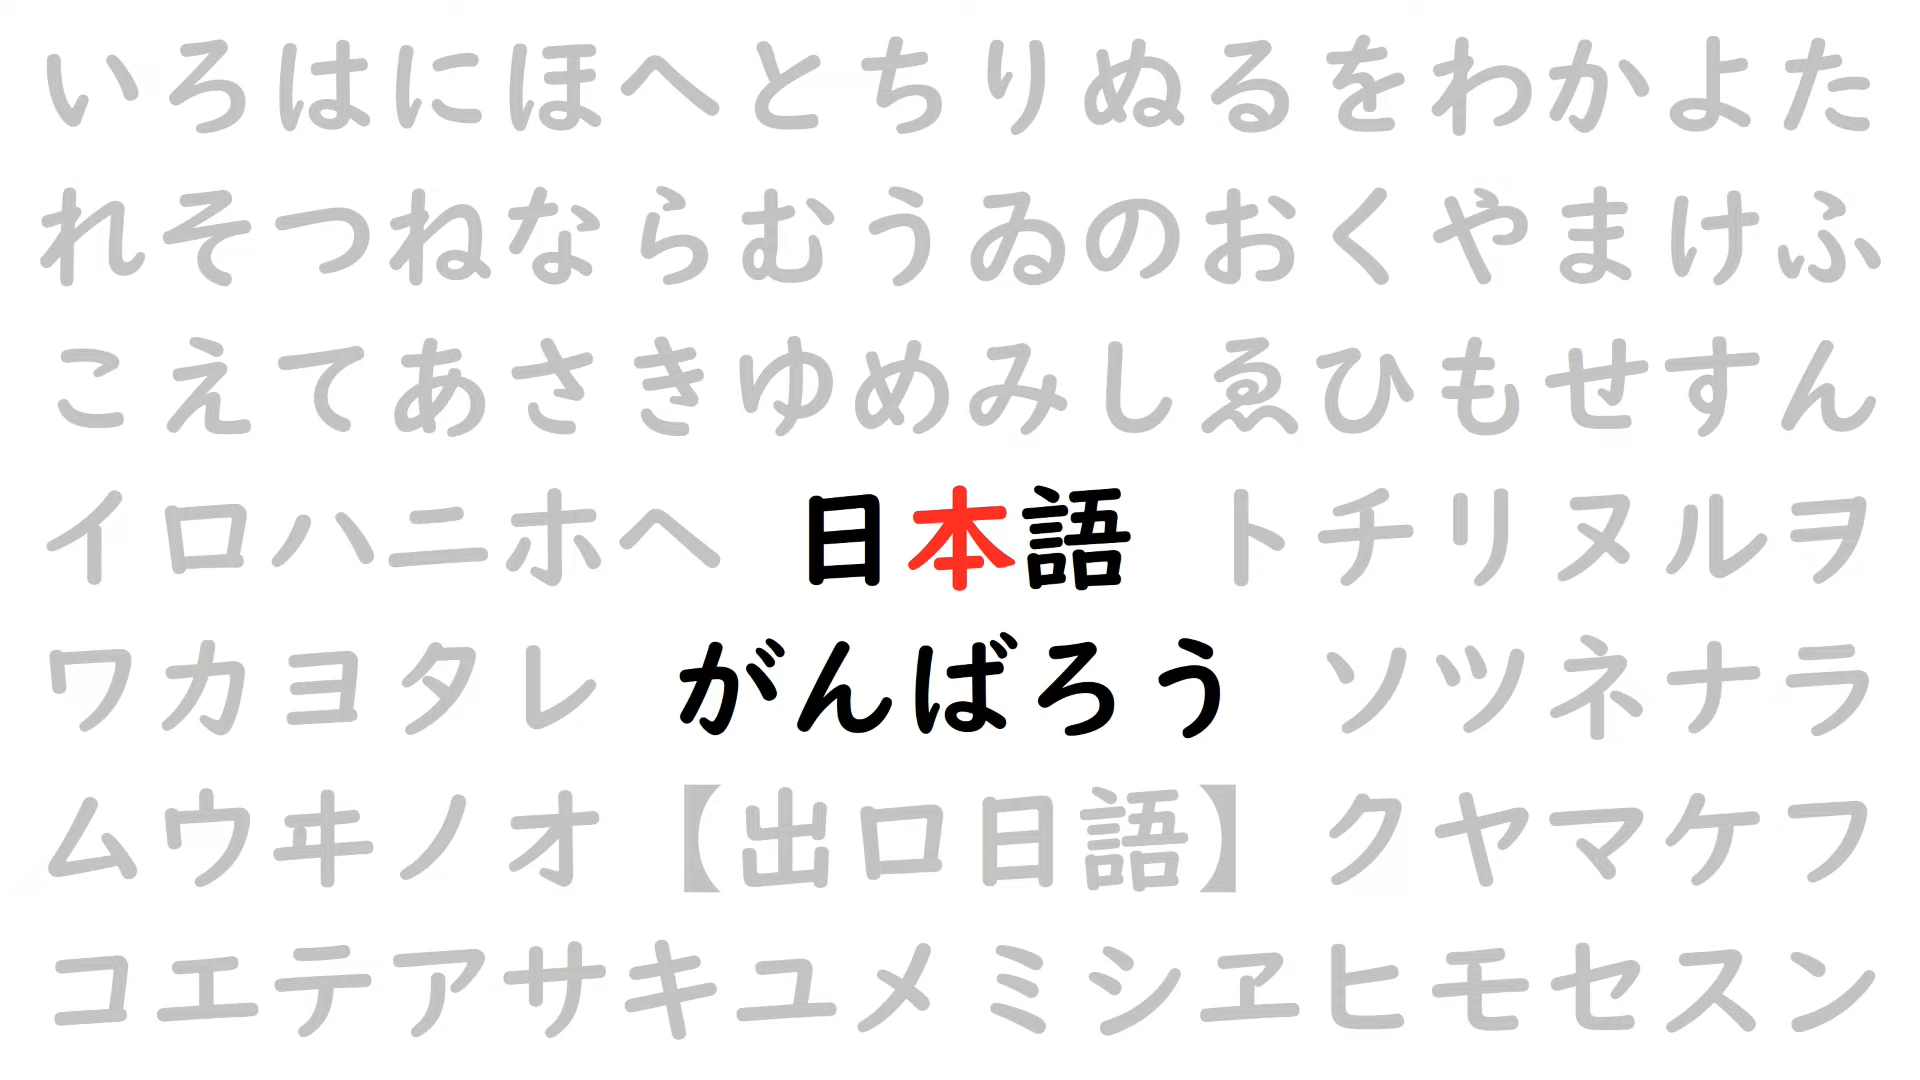 いろはにほへとちりぬるをわかよた
れそつねならむうゐのおくやまけふ
こえてあさきゆめみしゑひもせすん
イロハニホヘ 日本語 トチリヌルヲ
ワカヨタレ がんばろう ソツネナラ
ムウヰノオ【出口日語】クヤマケフ
コエテアサキユメミシヱヒモセスン